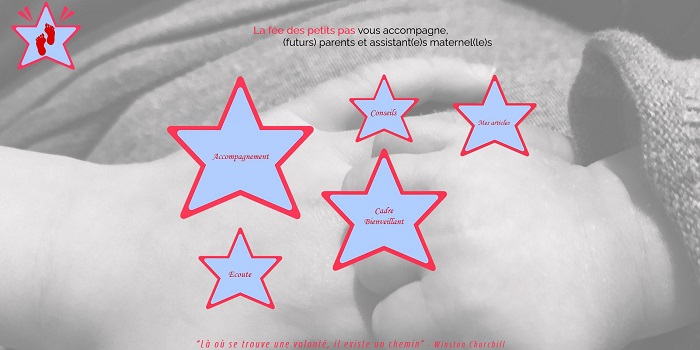 La fée des petits pas vous accompagne,
(futurs) parents et assistant(e)s maternel(le)s
Conseils
Mes articles
Accompagnement
Cadre
Bienveillant
Ecoute
"Là où se trouve une volonté, il existe un chemin" - Winston Churchill